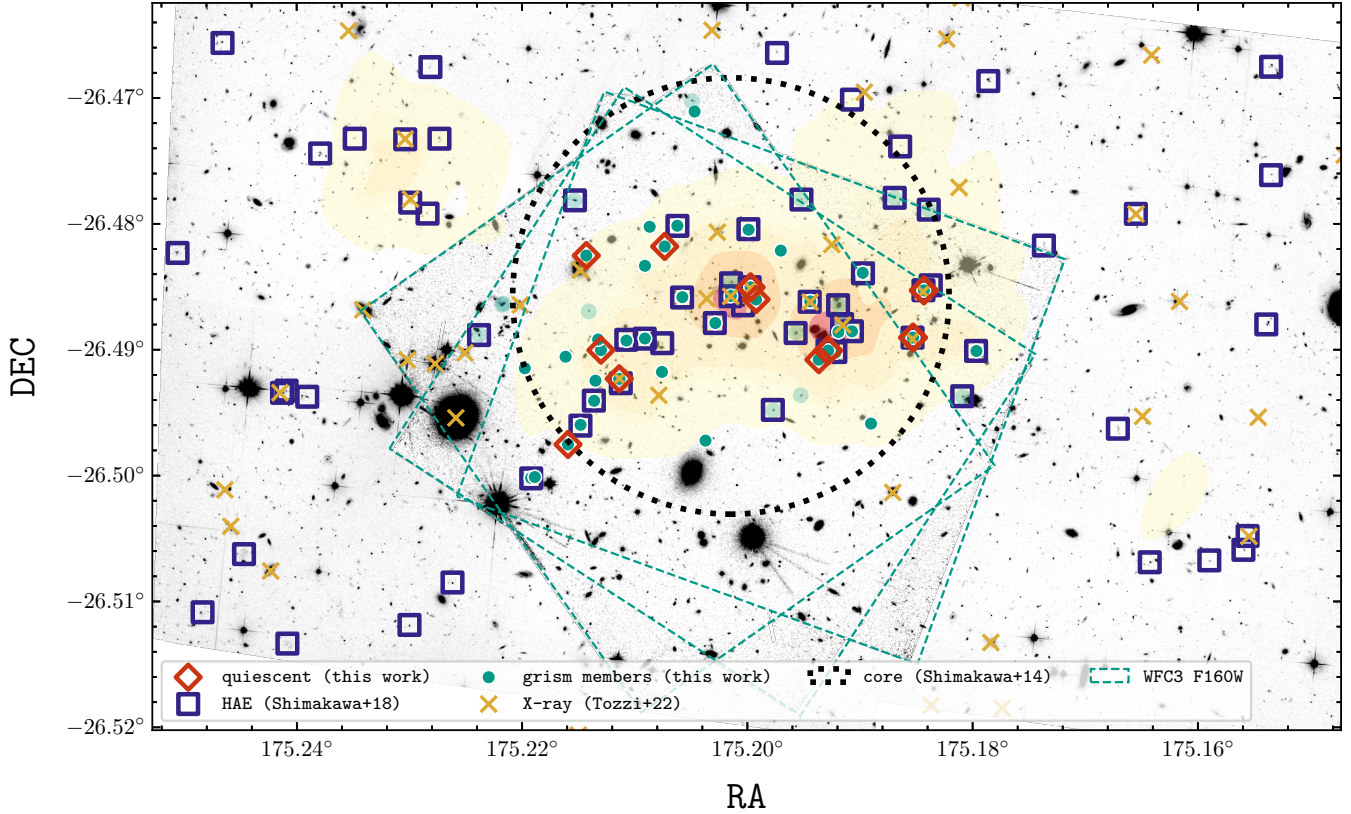 DEC
−26.47°
−26.48°
−26.49°
−26.50°
−26.51°
−26.52°
quiescent (this work)
grism members (this work)
core (Shimakawa+14)
WFC3 F160W
HAE (Shimakawa+18)
X-ray (Tozzi+22)
175.24°
175.22°
175.20°
175.18°
175.16°
RA